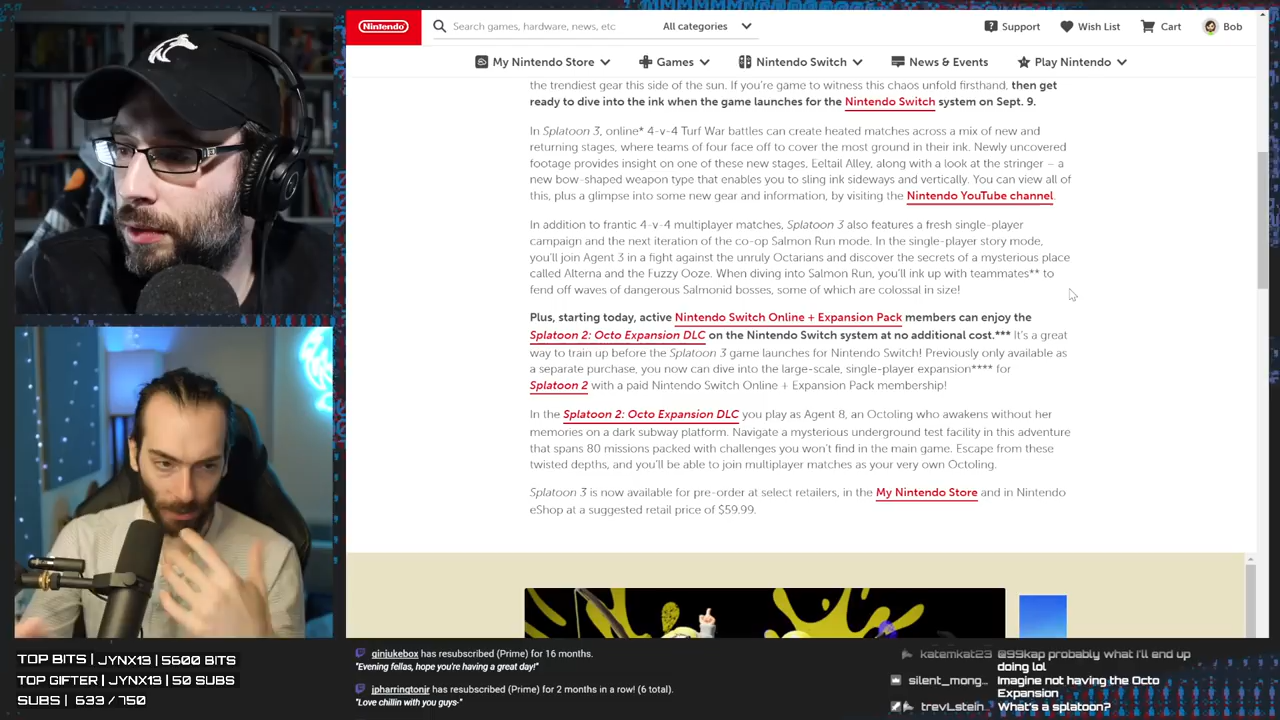 Nintendo
Search games, hardware, news, etc
All categories
Support
Wish List
Cart
Bob
My Nintendo Store
Games
Nintendo Switch
News & Events
Play Nintendo
the trendiest gear this side of the sun. If you're game to witness this chaos unfold firsthand, then get
ready to dive into the ink when the game launches for the Nintendo Switch system on Sept. 9.
In Splatoon 3, online* 4-v-4 Turf War battles can create heated matches across a mix of new and
returning stages, where teams of four face off to cover the most ground in their ink. Newly uncovered
footage provides insight on one of these new stages, Eeltail Alley, along with a look at the stringer – a
new bow-shaped weapon type that enables you to sling ink sideways and vertically. You can view all of
this, plus a glimpse into some new gear and information, by visiting the Nintendo YouTube channel.
In addition to frantic 4-v-4 multiplayer matches, Splatoon 3 also features a fresh single-player
campaign and the next iteration of the co-op Salmon Run mode. In the single-player story mode,
you'll join Agent 3 in a fight against the unruly Octarians and discover the secrets of a mysterious place
called Alterna and the Fuzzy Ooze. When diving into Salmon Run, you'll ink up with teammates** to
fend off waves of dangerous Salmonid bosses, some of which are colossal in size!
Plus, starting today, active Nintendo Switch Online + Expansion Pack members can enjoy the
Splatoon 2: Octo Expansion DLC on the Nintendo Switch system at no additional cost.*** It's a great
way to train up before the Splatoon 3 game launches for Nintendo Switch! Previously only available as
a separate purchase, you now can dive into the large-scale, single-player expansion**** for
Splatoon 2 with a paid Nintendo Switch Online + Expansion Pack membership!
In the Splatoon 2: Octo Expansion DLC you play as Agent 8, an Octoling who awakens without her
memories on a dark subway platform. Navigate a mysterious underground test facility in this adventure
that spans 80 missions packed with challenges you won't find in the main game. Escape from these
twisted depths, and you'll be able to join multiplayer matches as your very own Octoling.
Splatoon 3 is now available for pre-order at select retailers, in the My Nintendo Store and in Nintendo
eShop at a suggested retail price of $59.99.
TOP BITS | JYNX13 | 5600 BITS
TOP GIFTER | JYNX13 | 50 SUBS
SUBS | 633 / 750
ginjukebox has resubscribed (Prime) for 16 months.
"Evening fellas, hope you're having a great day!"
jpharringtonjr has resubscribed (Prime) for 2 months in a row! (6 total).
"Love chillin with you guys-"
katemkat23 @99kap probably what I'll end up
doing lol
silent_mong... Imagine not having the Octo
Expansion
trevLstein_ What's a splatoon?